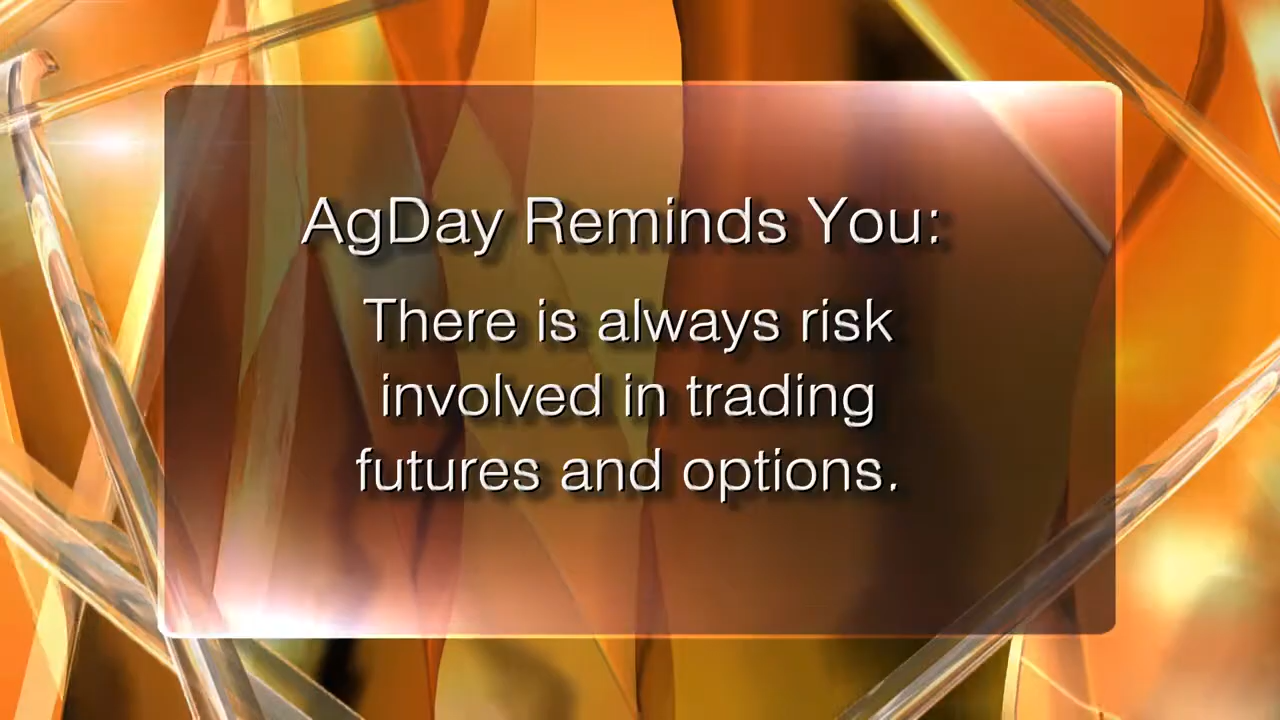 AgDay Reminds You:
There is always risk
involved in trading
futures and options.